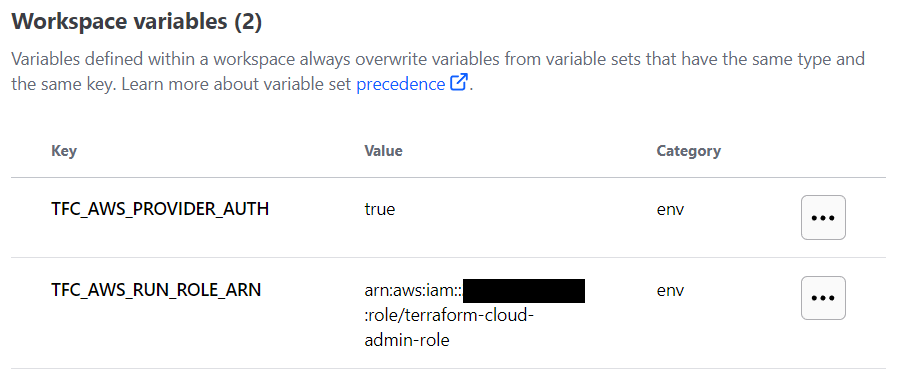 Workspace variables (2)
Variables defined within a workspace always overwrite variables from variable sets that have the same type and
the same key. Learn more about variable set precedence.
Key Value Category
TFC_AWS_PROVIDER_AUTH true env
TFC_AWS_RUN_ROLE_ARN arn:aws:iam:: env
:role/terraform-cloud-
admin-role